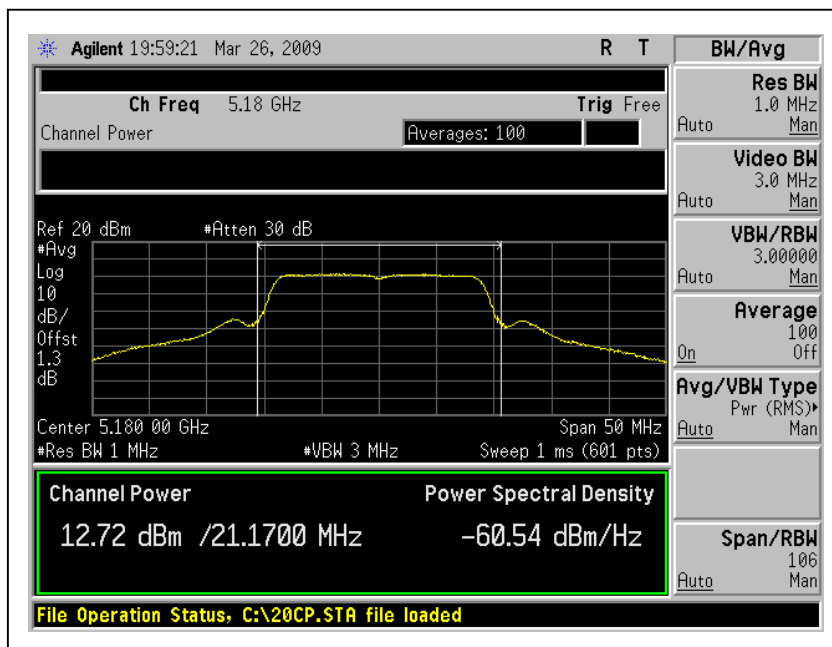 Agilent 19:59:21 Mar 26, 2009 R T
BW/Avg
Ch Freq 5.18 GHz Trig Free
Channel Power Averages: 100
Ref 20 dBm #Atten 30 dB
#Avg
Log
10
dB/
Offst
1.3
dB
Center 5.180 00 GHz Span 50 MHz
#Res BW 1 MHz #VBW 3 MHz Sweep 1 ms (601 pts)
Channel Power Power Spectral Density
12.72 dBm /21.1700 MHz -60.54 dBm/Hz
File Operation Status, C:\20CP.STA file loaded
Res BW
1.0 MHz
Auto Man
Video BW
3.0 MHz
Auto Man
VBW/RBW
3.00000
Auto Man
Average
100
On Off
Avg/VBW Type
Pwr (RMS)▸
Auto Man
Span/RBW
106
Auto Man